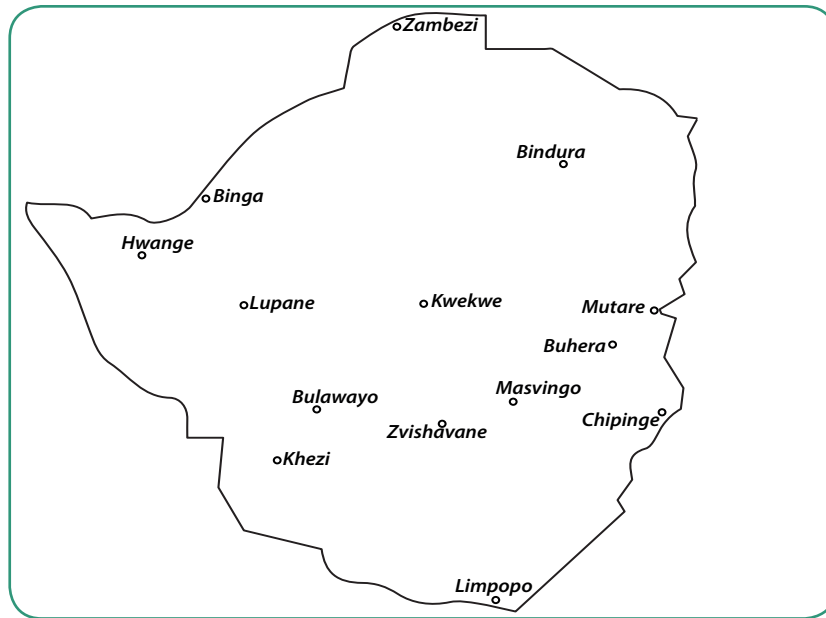 Zambezi
Bindura
Binga
Hwange
Lupane
Kwekwe
Mutare
Buhera
Masvingo
Bulawayo
Chipinge
Zvishavane
Khezi
Limpopo